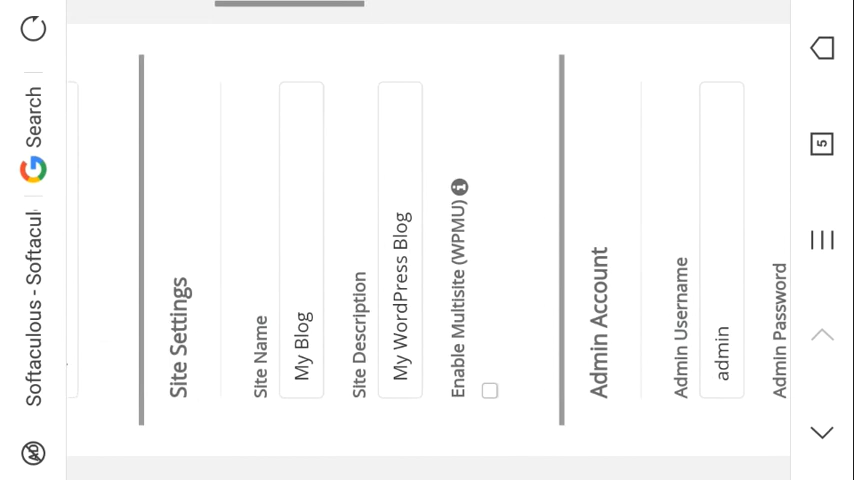 Softaculous - Softacul
Search
Site Settings
Site Name
My Blog
Site Description
My WordPress Blog
Enable Multisite (WPMU)
Admin Account
Admin Username
admin
Admin Password
5